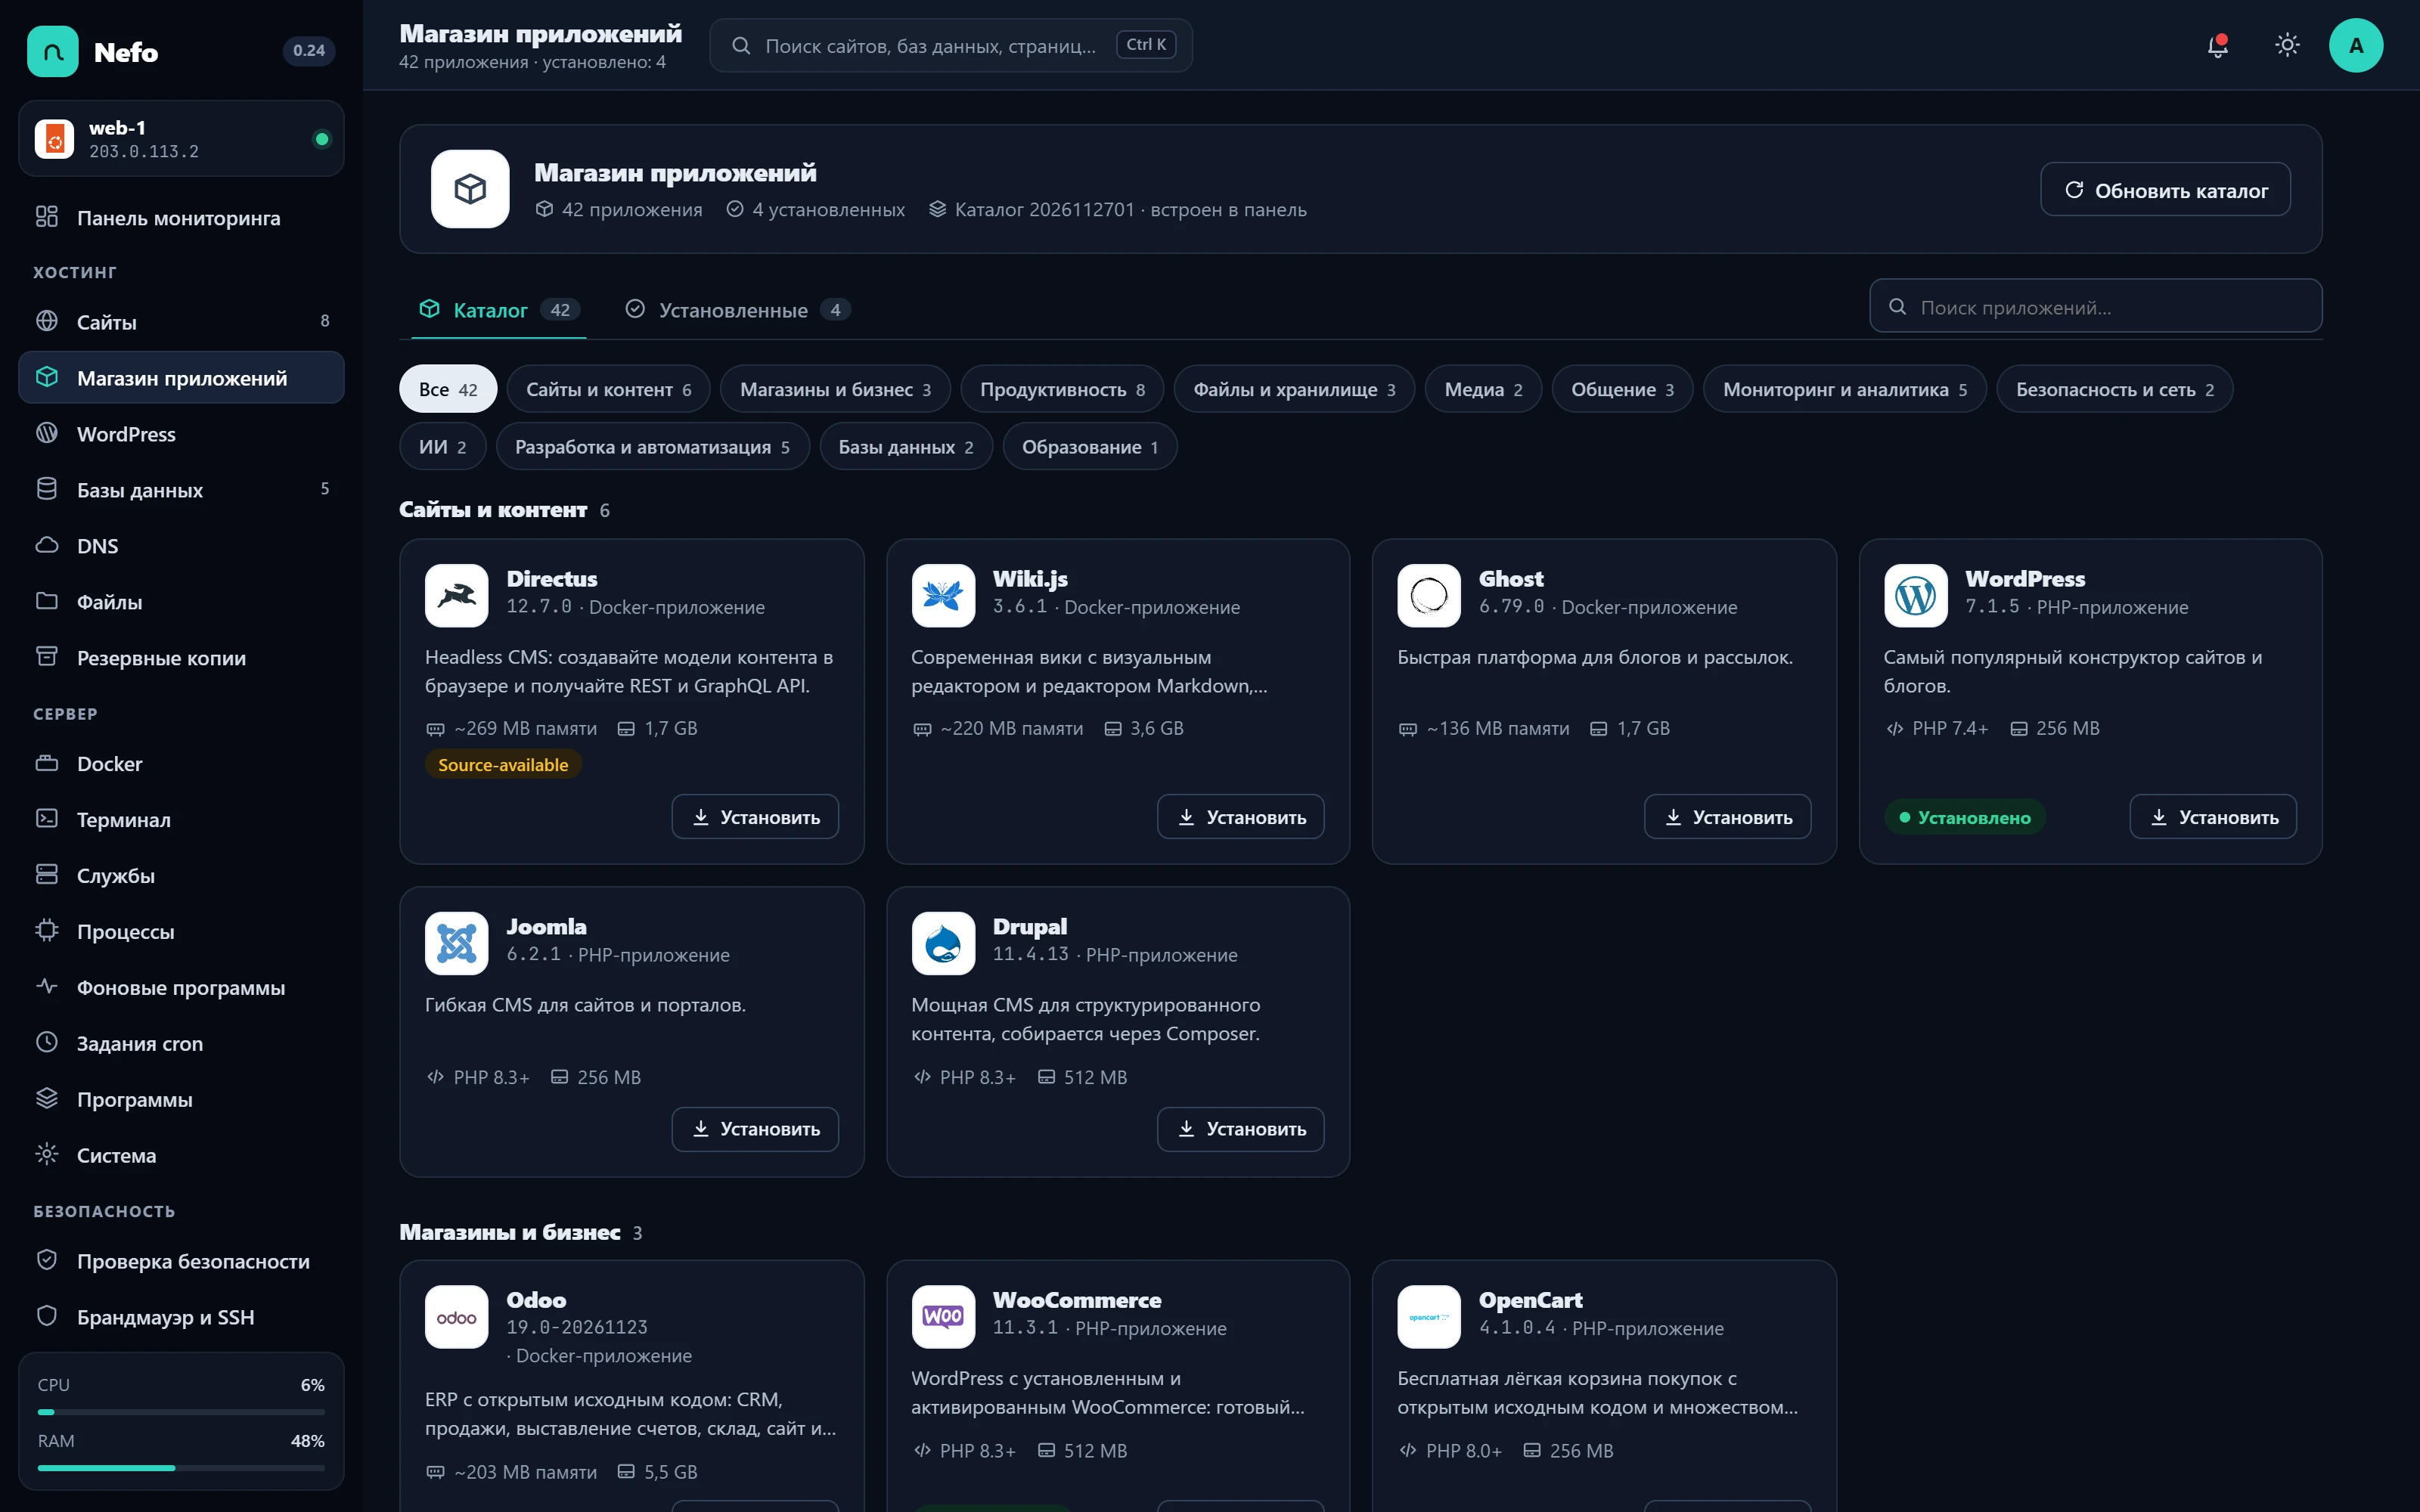 Nefo
0.24
web-1
203.0.113.2
Панель мониторинга
ХОСТИНГ
Сайты 8
Магазин приложений
WordPress
Базы данных 5
DNS
Файлы
Резервные копии
СЕРВЕР
Docker
Терминал
Службы
Процессы
Фоновые программы
Задания cron
Программы
Система
БЕЗОПАСНОСТЬ
Проверка безопасности
Брандмауэр и SSH
CPU 6%
RAM 48%
Магазин приложений
42 приложения · установлено: 4
Поиск сайтов, баз данных, страниц... Ctrl K
A
Магазин приложений
42 приложения 4 установленных Каталог 2026112701 · встроен в панель
Обновить каталог
Каталог 42 Установленные 4
Поиск приложений...
Все 42 Сайты и контент 6 Магазины и бизнес 3 Продуктивность 8 Файлы и хранилище 3 Медиа 2 Общение 3 Мониторинг и аналитика 5 Безопасность и сеть 2
ИИ 2 Разработка и автоматизация 5 Базы данных 2 Образование 1
Сайты и контент 6
Directus
12.7.0 · Docker-приложение
Headless CMS: создавайте модели контента в
браузере и получайте REST и GraphQL API.
~269 MB памяти 1,7 GB
Source-available
Установить
Wiki.js
3.6.1 · Docker-приложение
Современная вики с визуальным
редактором и редактором Markdown,...
~220 MB памяти 3,6 GB
Установить
Ghost
6.79.0 · Docker-приложение
Быстрая платформа для блогов и рассылок.
~136 MB памяти 1,7 GB
Установить
WordPress
7.1.5 · PHP-приложение
Самый популярный конструктор сайтов и
блогов.
PHP 7.4+ 256 MB
Установлено
Установить
Joomla
6.2.1 · PHP-приложение
Гибкая CMS для сайтов и порталов.
PHP 8.3+ 256 MB
Установить
Drupal
11.4.13 · PHP-приложение
Мощная CMS для структурированного
контента, собирается через Composer.
PHP 8.3+ 512 MB
Установить
Магазины и бизнес 3
odoo
Odoo
19.0-20261123
· Docker-приложение
ERP с открытым исходным кодом: CRM,
продажи, выставление счетов, склад, сайт и...
~203 MB памяти 5,5 GB
WOO
WooCommerce
11.3.1 · PHP-приложение
WordPress с установленным и
активированным WooCommerce: готовый...
PHP 8.3+ 512 MB
opencart
OpenCart
4.1.0.4 · PHP-приложение
Бесплатная лёгкая корзина покупок с
открытым исходным кодом и множеством...
PHP 8.0+ 256 MB